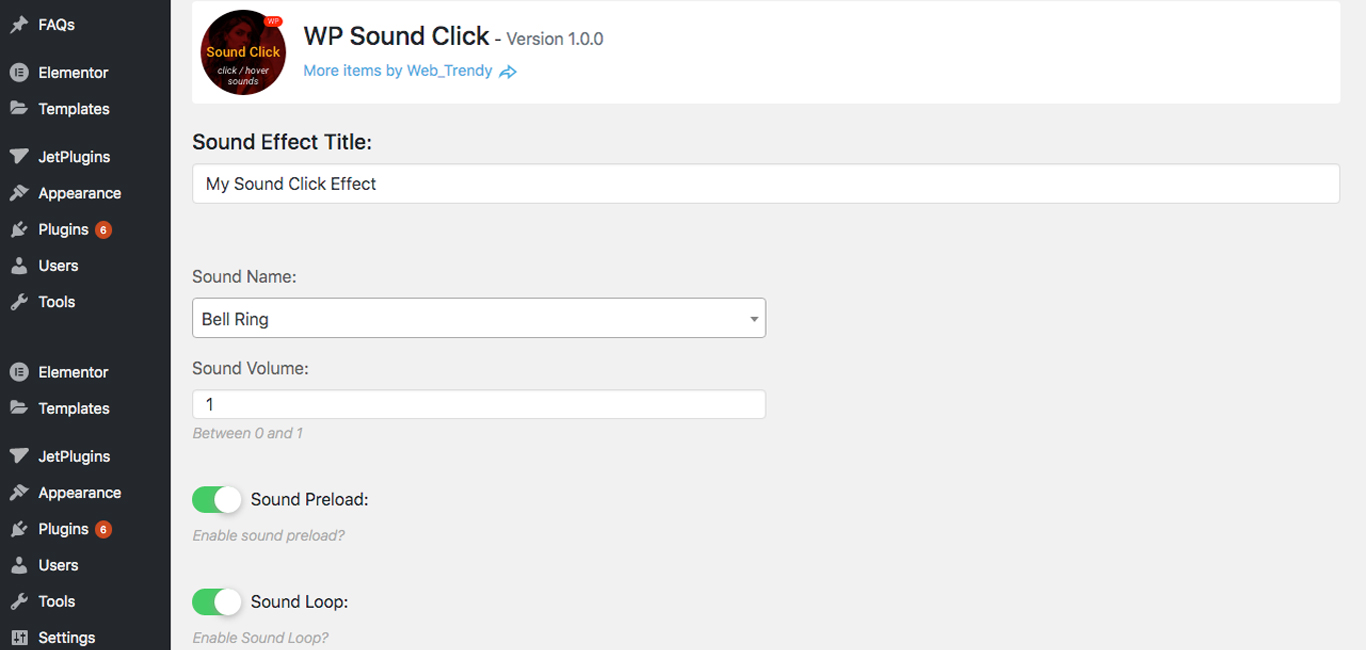 FAQs
Elementor
Templates
JetPlugins
Appearance
Plugins 6
Users
Tools
Elementor
Templates
JetPlugins
Appearance
Plugins 6
Users
Tools
Settings
WP
Sound Click
click / hover
sounds
WP Sound Click - Version 1.0.0
More items by Web_Trendy
Sound Effect Title:
My Sound Click Effect
Sound Name:
Bell Ring
Sound Volume:
1
Between 0 and 1
Sound Preload:
Enable sound preload?
Sound Loop:
Enable Sound Loop?